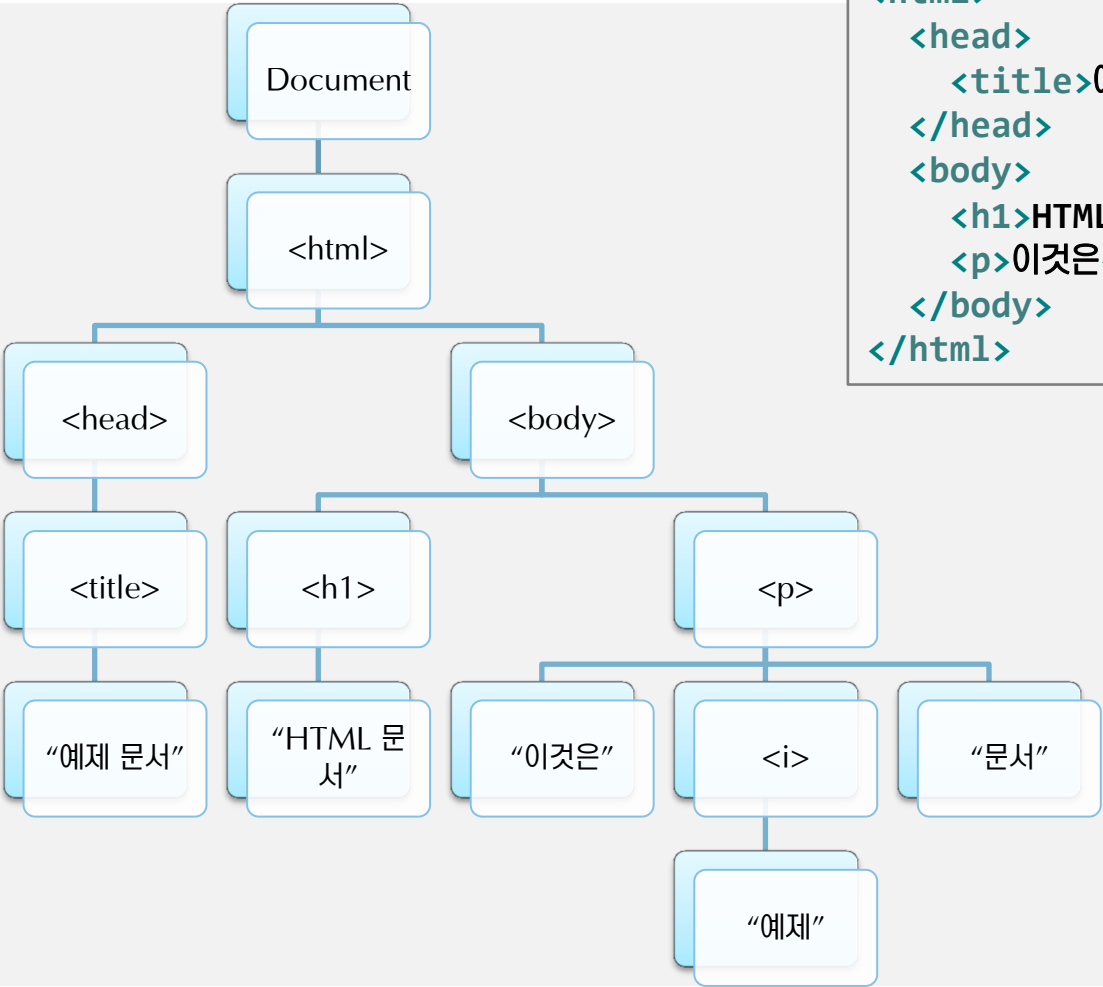 Document
<html>
<head>
<body>
<title>
<h1>
<p>
“예제 문서”
“HTML 문
서”
“이것은”
<i>
“문서”
“예제”
<head>
<title>
</head>
<body>
<h1>HTML
<p>이것은
</body>
</html>